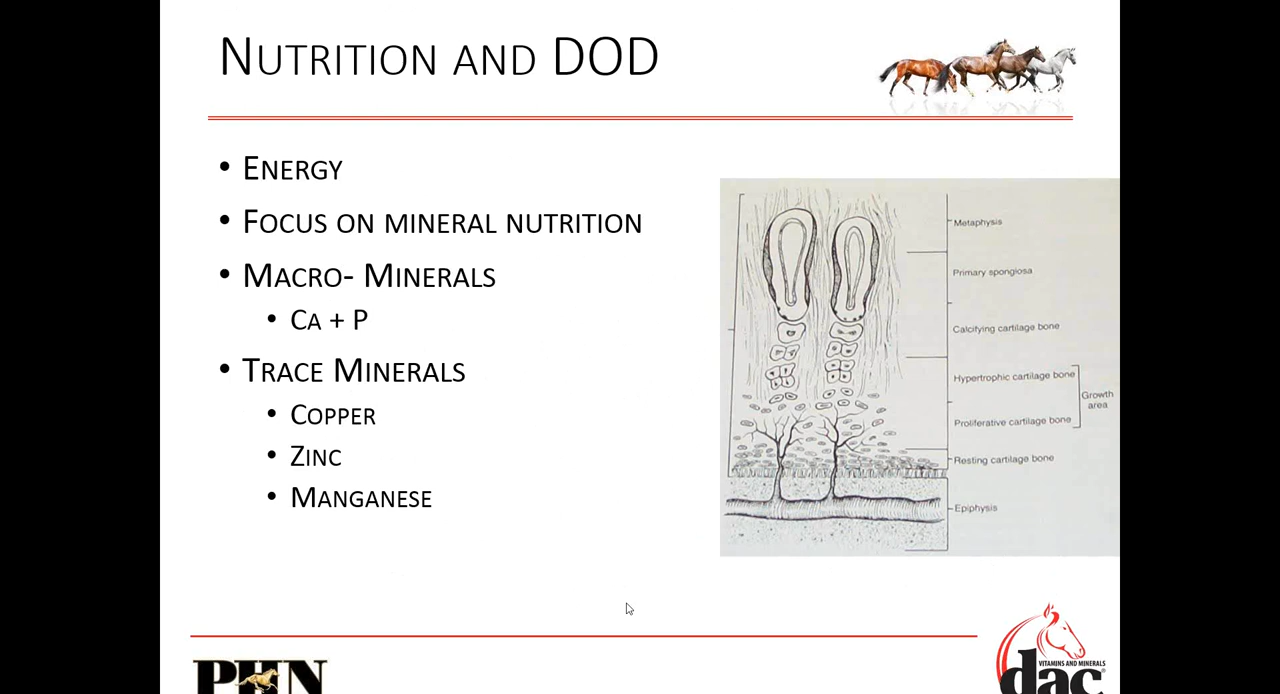 NUTRITION AND DOD
• ENERGY
• FOCUS ON MINERAL NUTRITION
• MACRO- MINERALS
• CA + P
• TRACE MINERALS
• COPPER
• ZINC
• MANGANESE
Metaphysis
Primary spongiosa
Calcifying cartilage bone
Hypertrophic cartilage bone
Growth
area
Proliferative cartilage bone
Resting cartilage bone
Epiphysis
PHN
VITAMINS AND MINERALS
dac